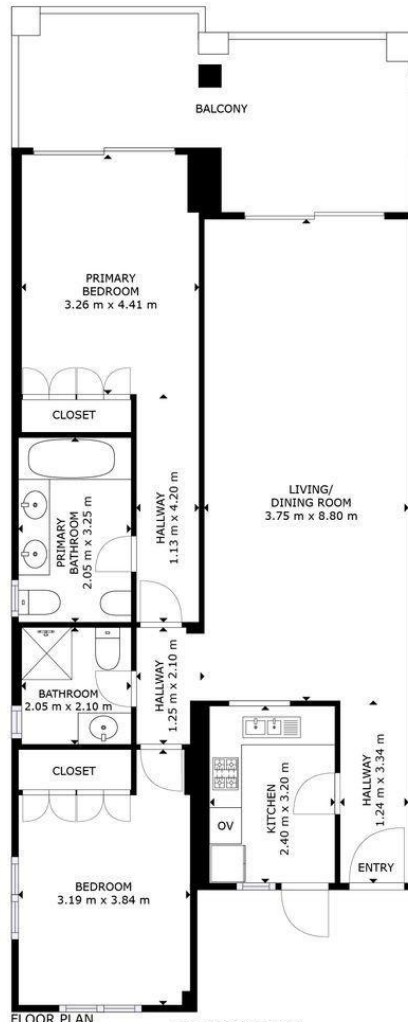 BALCONY
PRIMARY
BEDROOM
3.26 m x 4.41 m
CLOSET
PRIMARY
BATHROOM
2.05 m x 3.25 m
HALLWAY
1.13 m x 4.20 m
LIVING/
DINING ROOM
3.75 m x 8.80 m
BATHROOM
2.05 m x 2.10 m
HALLWAY
1.25 m x 2.10 m
CLOSET
BEDROOM
3.19 m x 3.84 m
OV
KITCHEN
2.40 m x 3.20 m
HALLWAY
1.24 m x 3.34 m
ENTRY
FLOOR PLAN